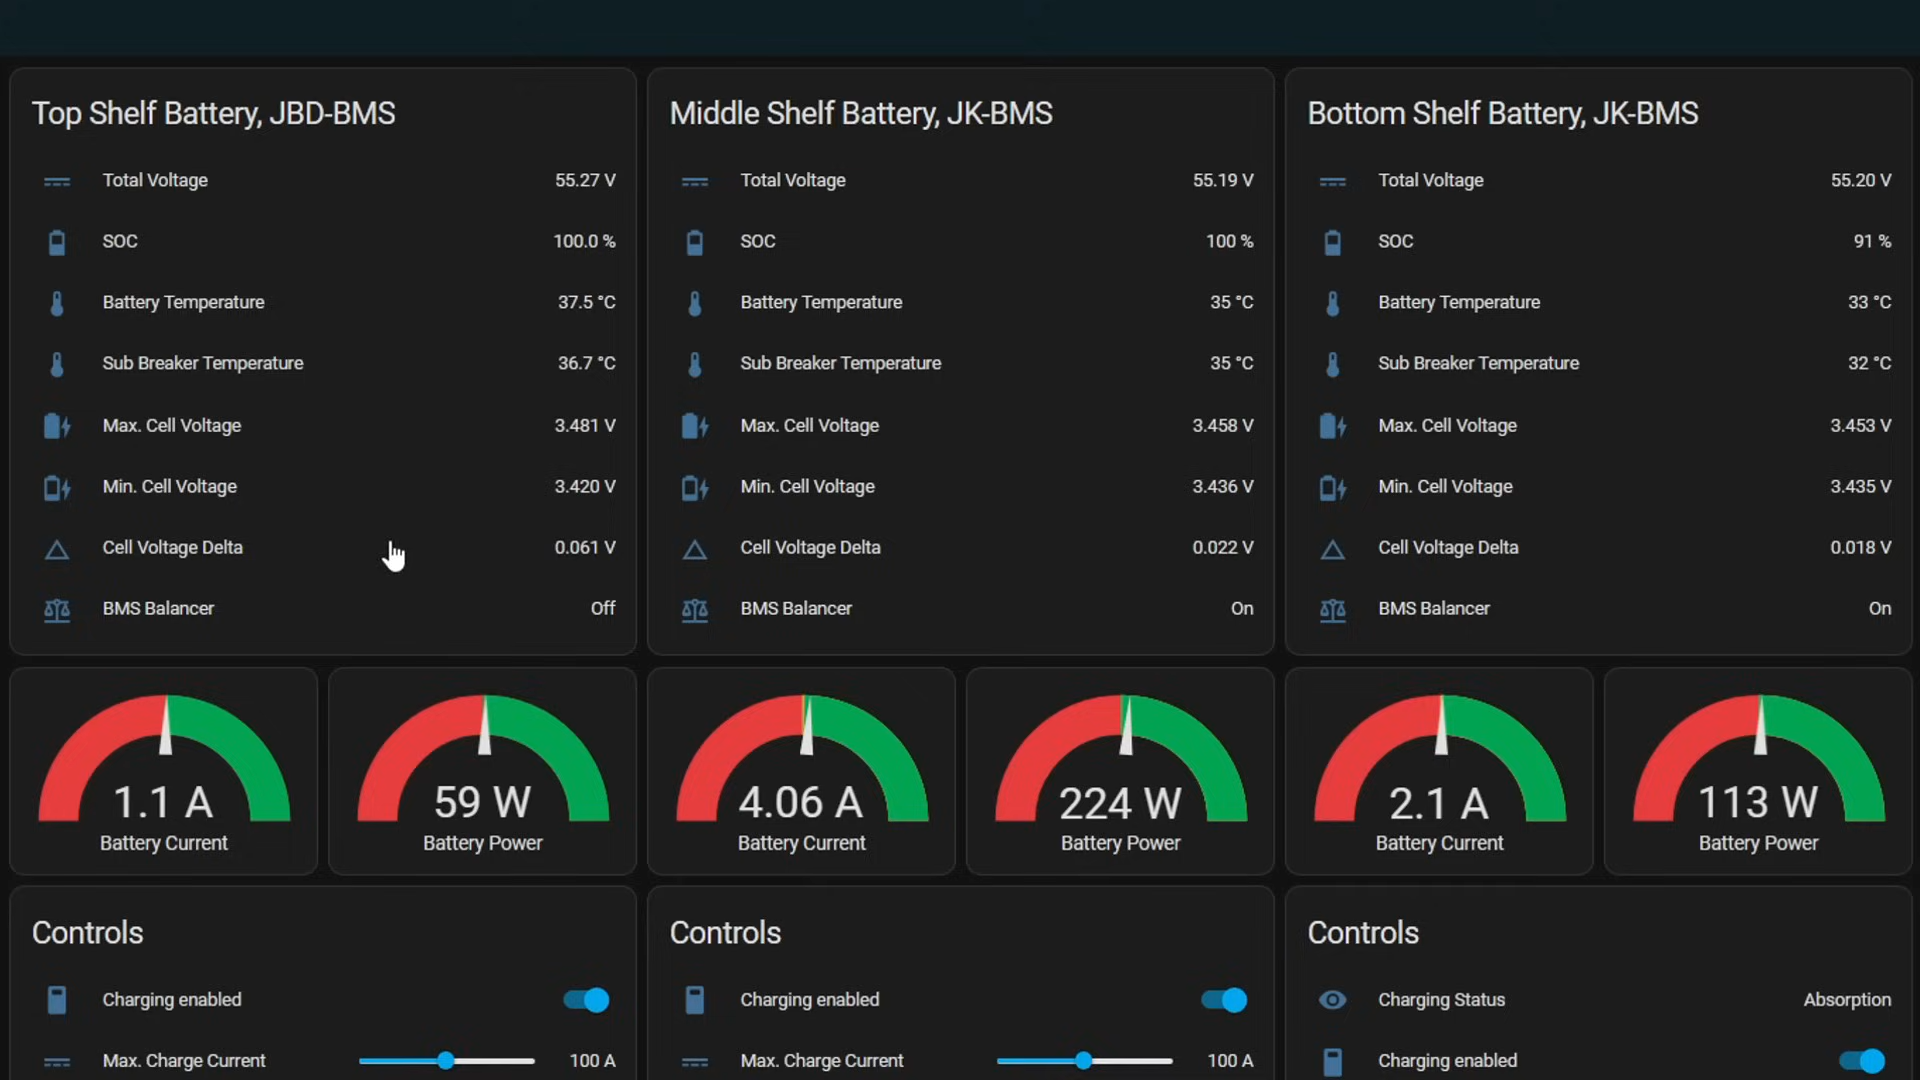 Top Shelf Battery, JBD-BMS
Total Voltage 55.27 V
SOC 100.0 %
Battery Temperature 37.5 °C
Sub Breaker Temperature 36.7 °C
Max. Cell Voltage 3.481 V
Min. Cell Voltage 3.420 V
Cell Voltage Delta 0.061 V
BMS Balancer Off
Middle Shelf Battery, JK-BMS
Total Voltage 55.19 V
SOC 100 %
Battery Temperature 35 °C
Sub Breaker Temperature 35 °C
Max. Cell Voltage 3.458 V
Min. Cell Voltage 3.436 V
Cell Voltage Delta 0.022 V
BMS Balancer On
Bottom Shelf Battery, JK-BMS
Total Voltage 55.20 V
SOC 91 %
Battery Temperature 33 °C
Sub Breaker Temperature 32 °C
Max. Cell Voltage 3.453 V
Min. Cell Voltage 3.435 V
Cell Voltage Delta 0.018 V
BMS Balancer On
1.1 A
Battery Current
59 W
Battery Power
4.06 A
Battery Current
224 W
Battery Power
2.1 A
Battery Current
113 W
Battery Power
Controls
Charging enabled
Max. Charge Current 100 A
Controls
Charging enabled
Max. Charge Current 100 A
Controls
Charging Status Absorption
Charging enabled